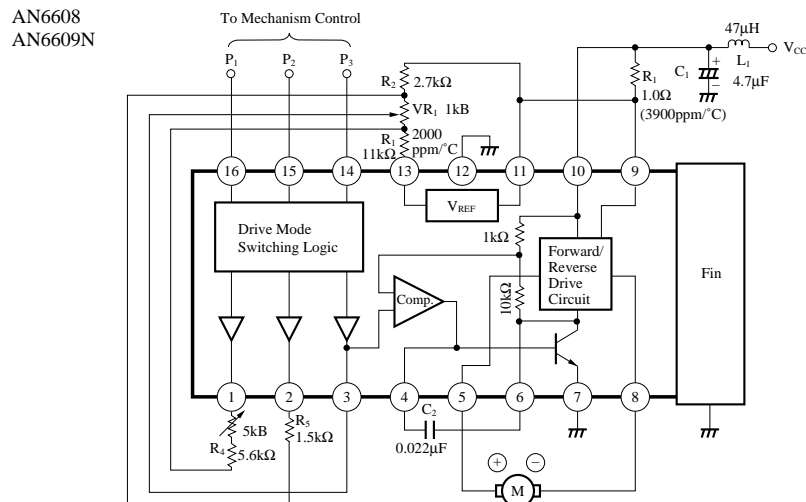 AN6608
AN6609N
To Mechanism Control
P1 P2 P3
47μH
L1
VCC
C1 + −
4.7μF
R1
1.0Ω
(3900ppm/°C)
R2 2.7kΩ
VR1 1kB
R1 2000
11kΩ ppm/°C
16 15 14 13 12 11 10 9
VREF
Drive Mode
Switching Logic
1kΩ
10kΩ
Comp.
Forward/
Reverse
Drive
Circuit
Fin
1 2 3 4 5 6 7 8
5kB
R4
5.6kΩ
R5
1.5kΩ
C2
0.022μF
+ −
M